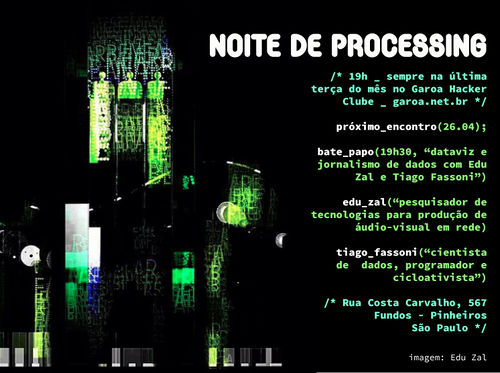 NOITE DE PROCESSING
/* 19h _ sempre na última
terça do mês no Garoa Hacker
Clube _ garoa.net.br */
próximo_encontro(26.04);
bate_papo(19h30, “dataviz e
jornalismo de dados com Edu
Zal e Tiago Fassoni”)
edu_zal(“pesquisador de
tecnologias para produção de
áudio-visual em rede)
tiago_fassoni(“cientista
de dados, programador e
cicloativista”)
/* Rua Costa Carvalho, 567
Fundos - Pinheiros
São Paulo */
imagem: Edu Zal